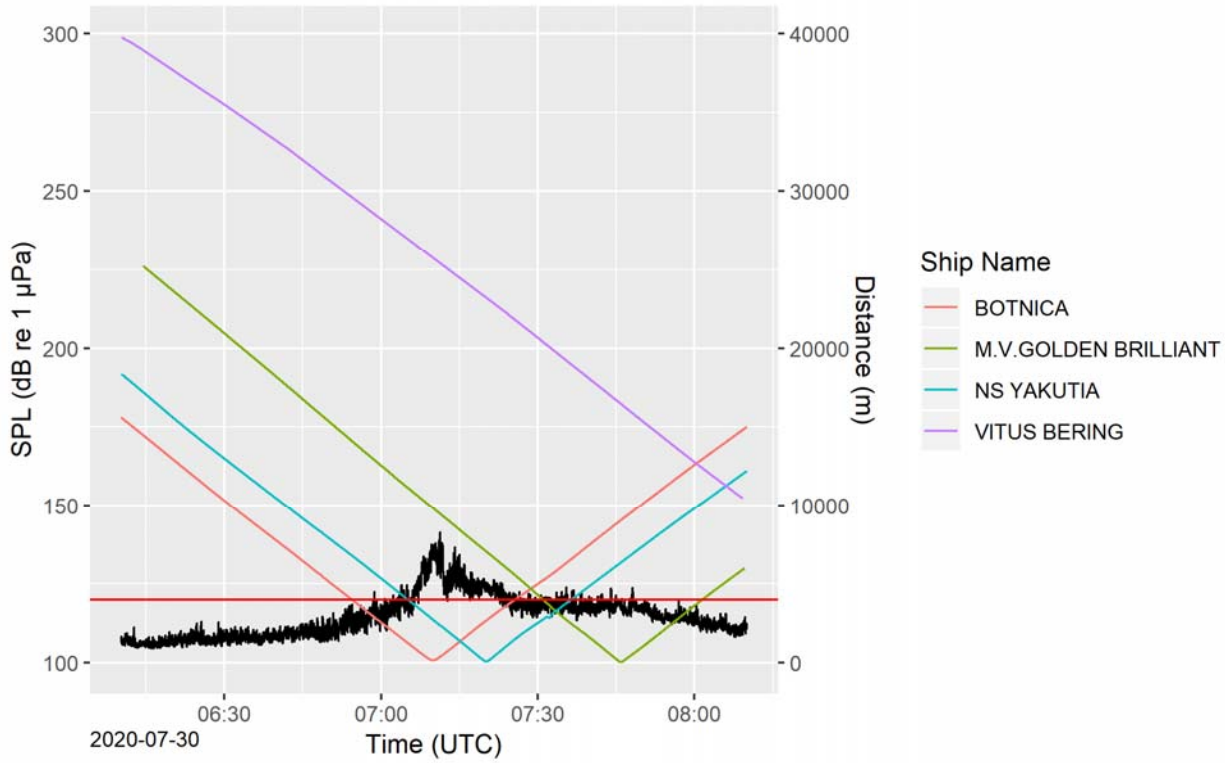 300
250
200
150
100
SPL (dB re 1 µPa)
40000
30000
20000
10000
0
Distance (m)
06:30
07:00
07:30
08:00
2020-07-30
Time (UTC)
Ship Name
BOTNICA
M.V.GOLDEN BRILLIANT
NS YAKUTIA
VITUS BERING